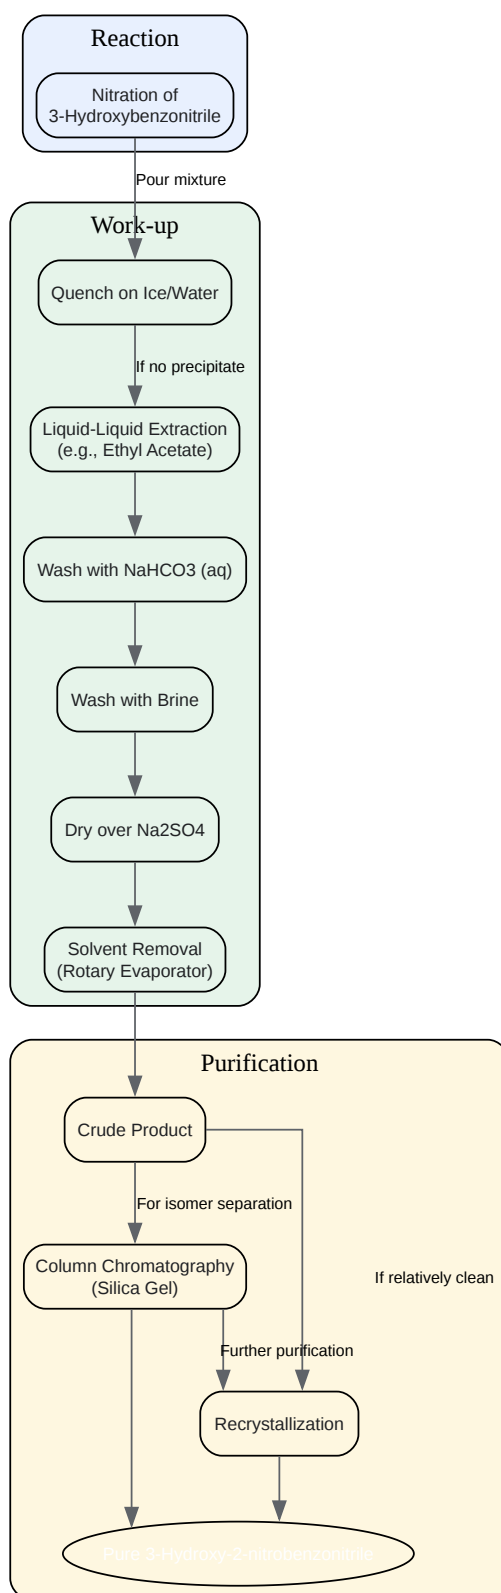 Reaction
Nitration of
3-Hydroxybenzonitrile
Pour mixture
Work-up
Quench on Ice/Water
If no precipitate
Liquid-Liquid Extraction
(e.g., Ethyl Acetate)
Wash with NaHCO3 (aq)
Wash with Brine
Dry over Na2SO4
Solvent Removal
(Rotary Evaporator)
Purification
Crude Product
For isomer separation
Column Chromatography
(Silica Gel)
If relatively clean
Further purification
Recrystallization
Pure 3-Hydroxy-2-nitrobenzonitrile